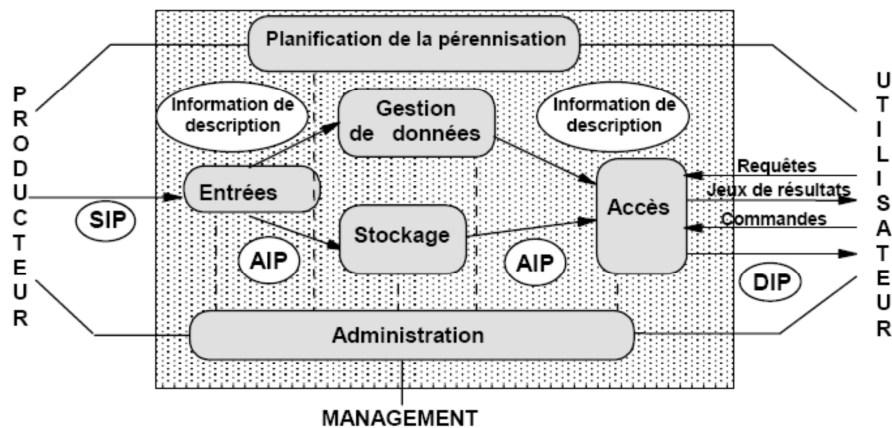 Planification de la pérennisation
PRODUCTEUR
UTILISATEUR
Information de
description
Gestion
de données
Information de
description
Entrées
Stockage
Accès
Requêtes
Jeux de résultats
Commandes
SIP
AIP
AIP
DIP
Administration
MANAGEMENT